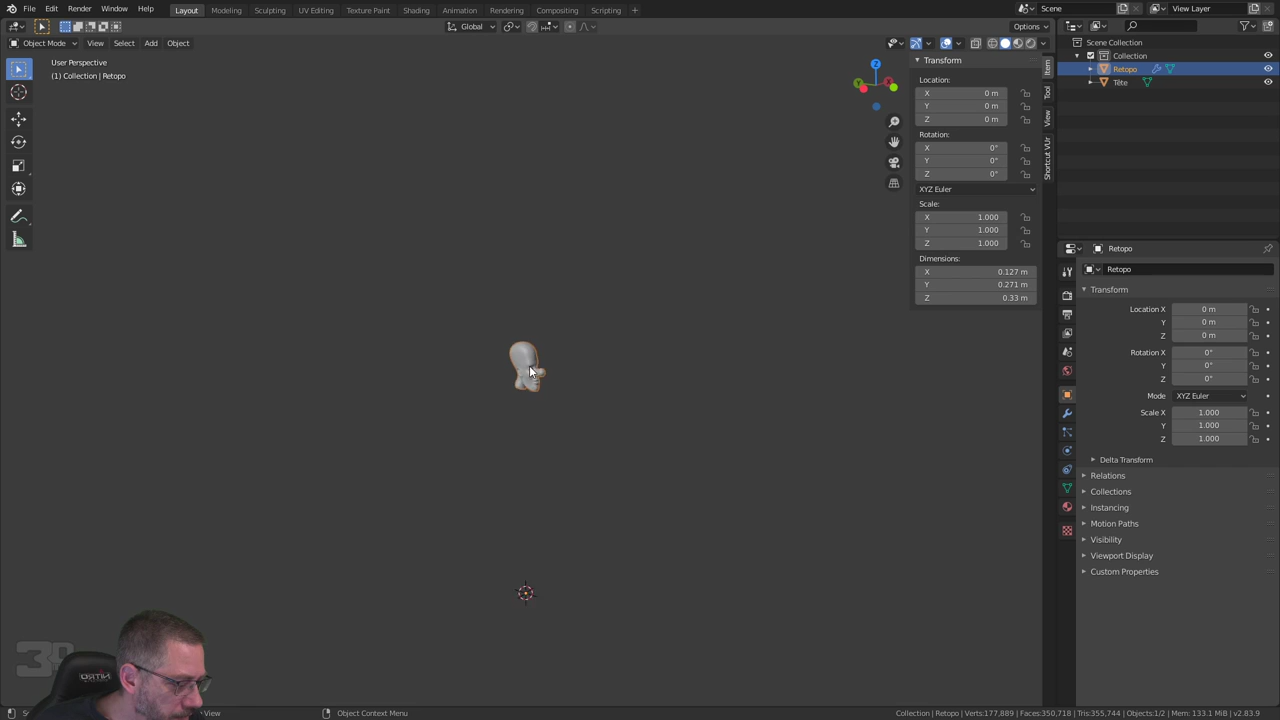 File Edit Render Window Help Layout Modeling Sculpting UV Editing Texture Paint Shading Animation Rendering Compositing Scripting + Scene View Layer
Global Options
Object Mode View Select Add Object
User Perspective
(1) Collection | Retopo
Z
Y
X
Transform
Location:
X 0 m
Y 0 m
Z 0 m
Rotation:
X 0°
Y 0°
Z 0°
XYZ Euler
Scale:
X 1.000
Y 1.000
Z 1.000
Dimensions:
X 0.127 m
Y 0.271 m
Z 0.33 m
Item
Tool
View
Shortcut VUr
Scene Collection
Collection
Retopo
Tête
Retopo
Retopo
Transform
Location X 0 m
Y 0 m
Z 0 m
Rotation X 0°
Y 0°
Z 0°
Mode XYZ Euler
Scale X 1.000
Y 1.000
Z 1.000
Delta Transform
Relations
Collections
Instancing
Motion Paths
Visibility
Viewport Display
Custom Properties
View Object Context Menu Collection | Retopo | Verts:177,889 | Faces:350,718 | Tris:355,744 | Objects:1/2 | Mem: 133.1 MiB | v2.83.9